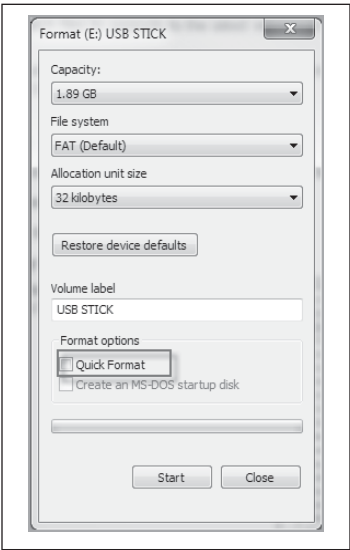 Format (E:) USB STICK
Capacity:
1.89 GB
File system
FAT (Default)
Allocation unit size
32 kilobytes
Restore device defaults
Volume label
USB STICK
Format options
Quick Format
Create an MS-DOS startup disk
Start
Close